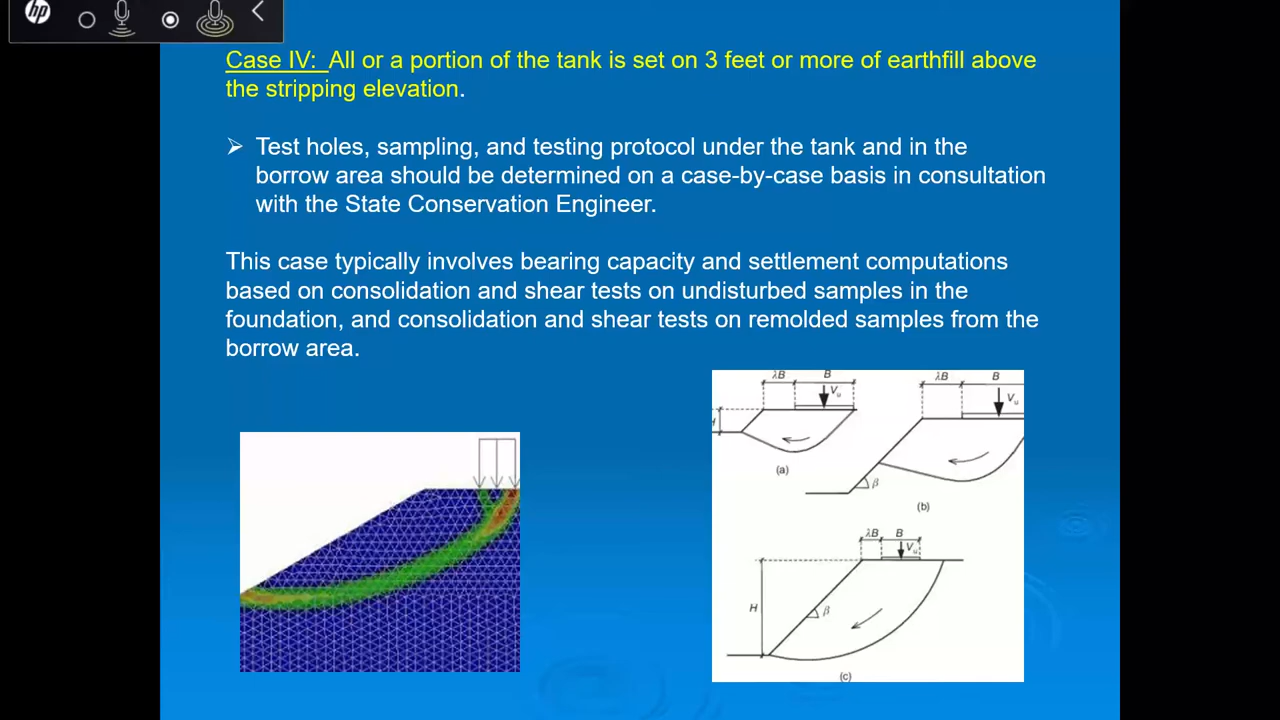 hp
Case IV: All or a portion of the tank is set on 3 feet or more of earthfill above
the stripping elevation.
➢ Test holes, sampling, and testing protocol under the tank and in the
borrow area should be determined on a case-by-case basis in consultation
with the State Conservation Engineer.
This case typically involves bearing capacity and settlement computations
based on consolidation and shear tests on undisturbed samples in the
foundation, and consolidation and shear tests on remolded samples from the
borrow area.
λB B
Vu
H
(a)
λB B
Vu
β
(b)
λB B
Vu
H
β
(c)